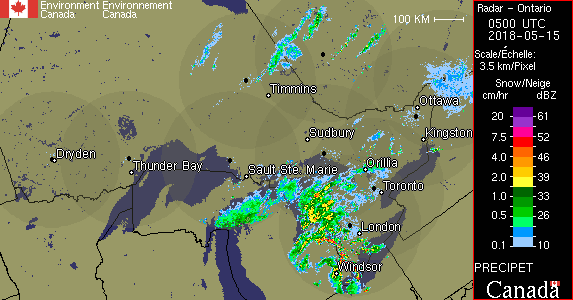 Environment Environnement
Canada Canada
100 KM
Timmins
Ottawa
Sudbury
Kingston
Dryden
Thunder Bay
Sault Ste. Marie
Orillia
Toronto
London
Windsor
Radar - Ontario
0500 UTC
2018-05-15
Scale/Échelle:
3.5 km/Pixel
Snow/Neige
cm/hr dBZ
20 61
7.5 52
4.0 46
2.0 39
1.0 33
0.5 26
0.1 10
PRECIPET
Canada